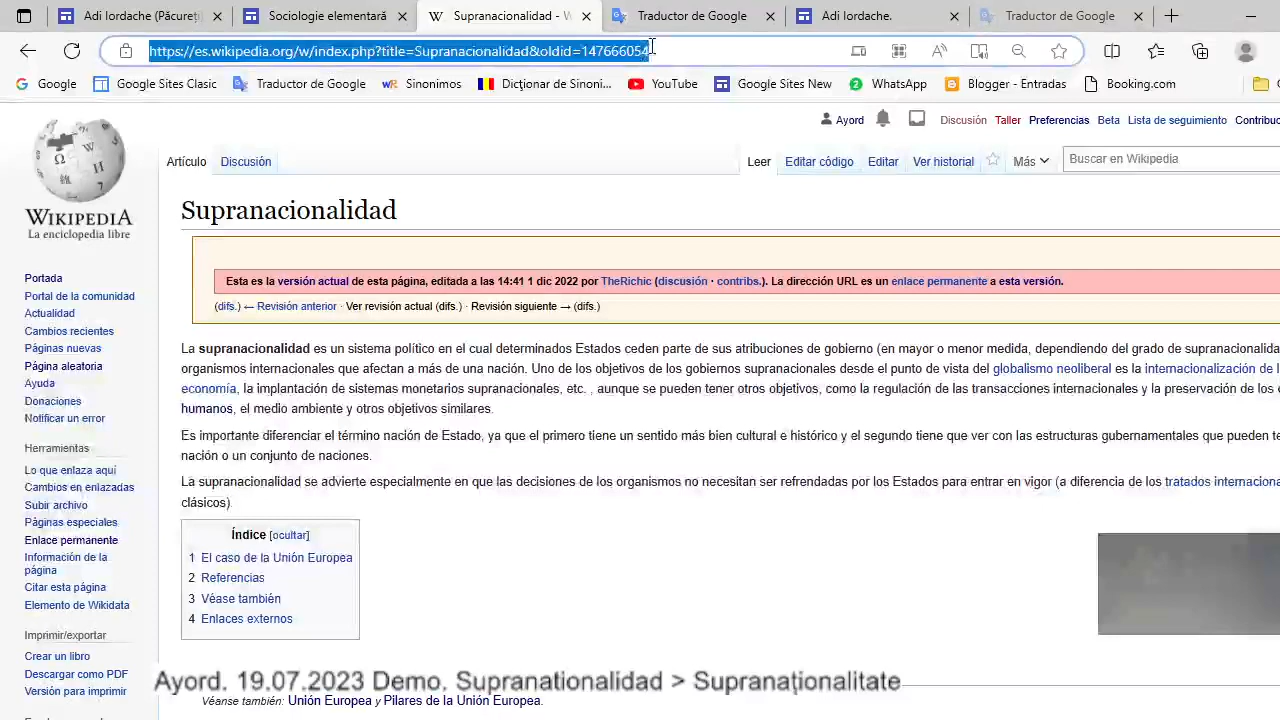 Adi Iordache (Păcureți
Sociologie elementară
Supranacionalidad - W
Traductor de Google
Adi Iordache.
Traductor de Google
https://es.wikipedia.org/w/index.php?title=Supranacionalidad&oldid=147666054
Google
Google Sites Clasic
Traductor de Google
Sinonimos
Dicționar de Sinoni...
YouTube
Google Sites New
WhatsApp
Blogger - Entradas
Booking.com
Ayord
Discusión
Taller
Preferencias
Beta
Lista de seguimiento
Contribuc
Artículo
Discusión
Leer
Editar código
Editar
Ver historial
Más
Buscar en Wikipedia
WIKIPEDIA
La enciclopedia libre
Supranacionalidad
Esta es la versión actual de esta página, editada a las 14:41 1 dic 2022 por TheRichic (discusión · contribs.). La dirección URL es un enlace permanente a esta versión.
(difs.) ← Revisión anterior · Ver revisión actual (difs.) · Revisión siguiente → (difs.)
Portada
Portal de la comunidad
Actualidad
Cambios recientes
Páginas nuevas
Página aleatoria
Ayuda
Donaciones
Notificar un error
Herramientas
Lo que enlaza aquí
Cambios en enlazadas
Subir archivo
Páginas especiales
Enlace permanente
Información de la
página
Citar esta página
Elemento de Wikidata
Imprimir/exportar
Crear un libro
Descargar como PDF
Versión para imprimir
La supranacionalidad es un sistema político en el cual determinados Estados ceden parte de sus atribuciones de gobierno (en mayor o menor medida, dependiendo del grado de supranacionalida
organismos internacionales que afectan a más de una nación. Uno de los objetivos de los gobiernos supranacionales desde el punto de vista del globalismo neoliberal es la internacionalización de l
economía, la implantación de sistemas monetarios supranacionales, etc. , aunque se pueden tener otros objetivos, como la regulación de las transacciones internacionales y la preservación de los
humanos, el medio ambiente y otros objetivos similares.
Es importante diferenciar el término nación de Estado, ya que el primero tiene un sentido más bien cultural e histórico y el segundo tiene que ver con las estructuras gubernamentales que pueden te
nación o un conjunto de naciones.
La supranacionalidad se advierte especialmente en que las decisiones de los organismos no necesitan ser refrendadas por los Estados para entrar en vigor (a diferencia de los tratados internaciona
clásicos).
Índice [ocultar]
1 El caso de la Unión Europea
2 Referencias
3 Véase también
4 Enlaces externos
Ayord. 19.07.2023 Demo. Supranationalidad > Supranaționalitate
Véanse también: Unión Europea y Pilares de la Unión Europea.